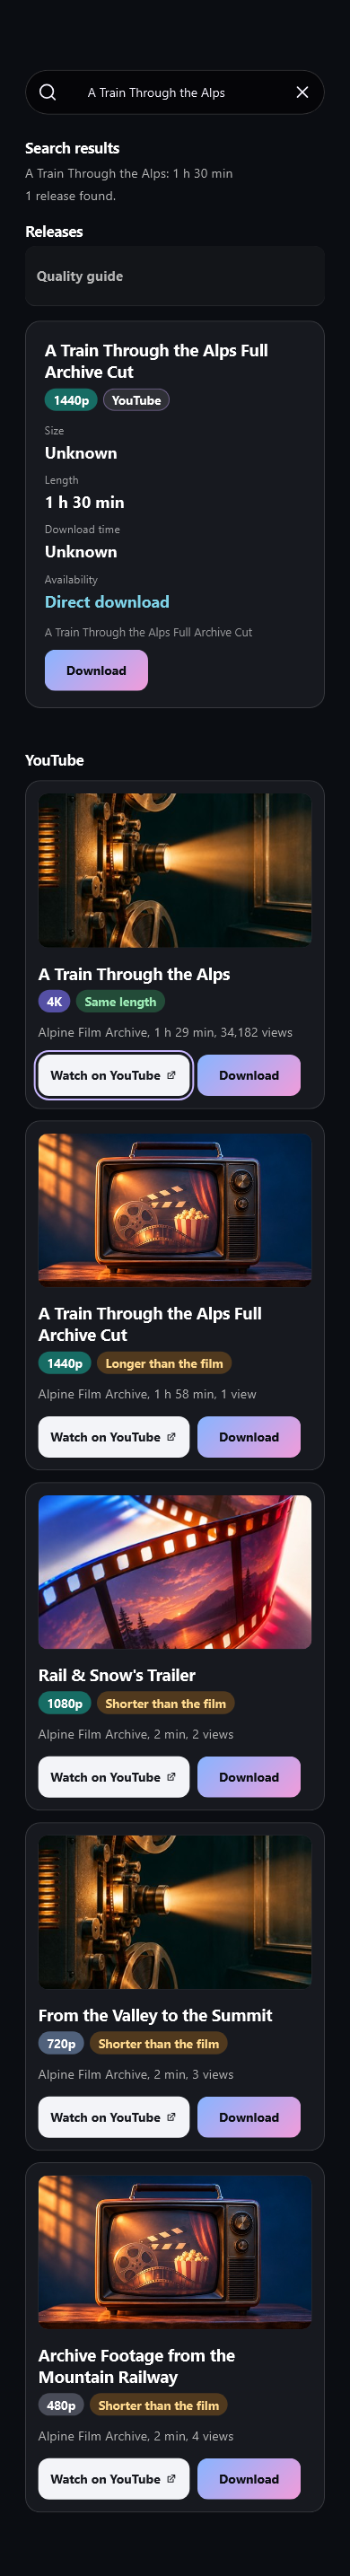 A Train Through the Alps
Search results
A Train Through the Alps: 1 h 30 min
1 release found.
Releases
Quality guide
A Train Through the Alps Full
Archive Cut
1440p YouTube
Size
Unknown
Length
1 h 30 min
Download time
Unknown
Availability
Direct download
A Train Through the Alps Full Archive Cut
Download
YouTube
A Train Through the Alps
4K Same length
Alpine Film Archive, 1 h 29 min, 34,182 views
Watch on YouTube Download
A Train Through the Alps Full
Archive Cut
1440p Longer than the film
Alpine Film Archive, 1 h 58 min, 1 view
Watch on YouTube Download
Rail & Snow's Trailer
1080p Shorter than the film
Alpine Film Archive, 2 min, 2 views
Watch on YouTube Download
From the Valley to the Summit
720p Shorter than the film
Alpine Film Archive, 2 min, 3 views
Watch on YouTube Download
Archive Footage from the
Mountain Railway
480p Shorter than the film
Alpine Film Archive, 2 min, 4 views
Watch on YouTube Download